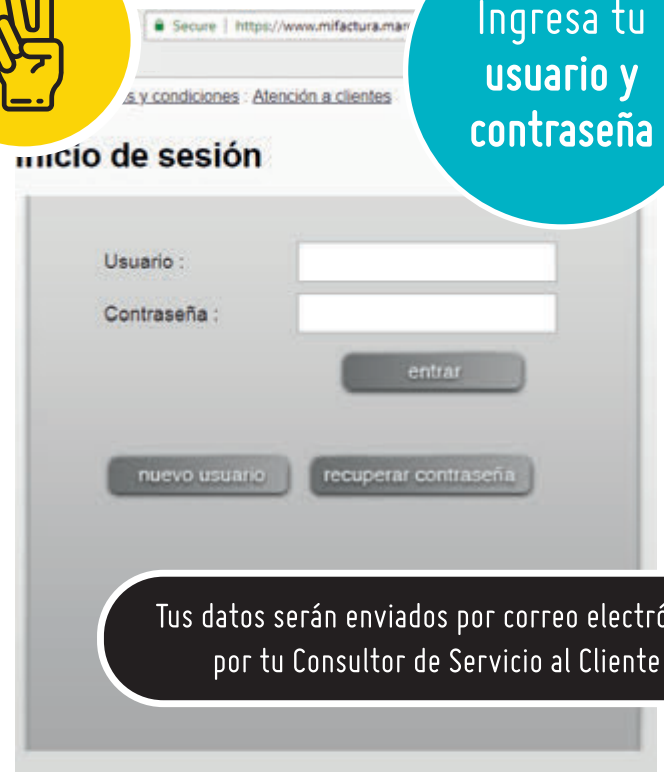 Secure | https://www.mifactura.mar
Ingresa tu
usuario y
contraseña
s y condiciones : Atención a clientes
inicio de sesión
Usuario :
Contraseña :
entrar
nuevo usuario
recuperar contraseña
Tus datos serán enviados por correo electró
por tu Consultor de Servicio al Cliente